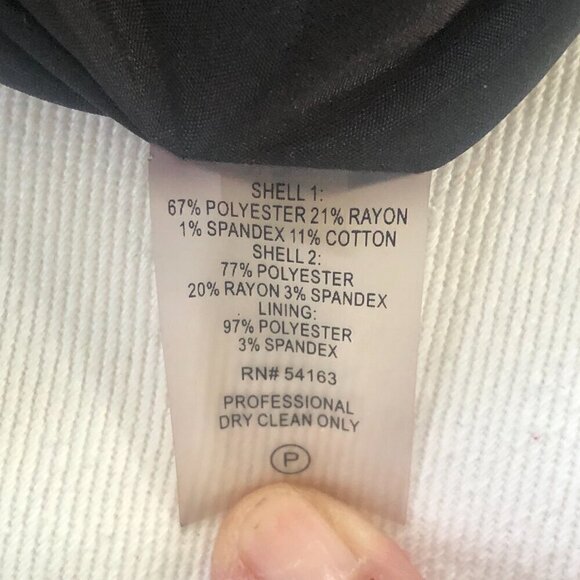 SHELL 1:
67% POLYESTER 21% RAYON
1% SPANDEX 11% COTTON
SHELL 2:
77% POLYESTER
20% RAYON 3% SPANDEX
LINING:
97% POLYESTER
3% SPANDEX
RN# 54163
PROFESSIONAL
DRY CLEAN ONLY
P